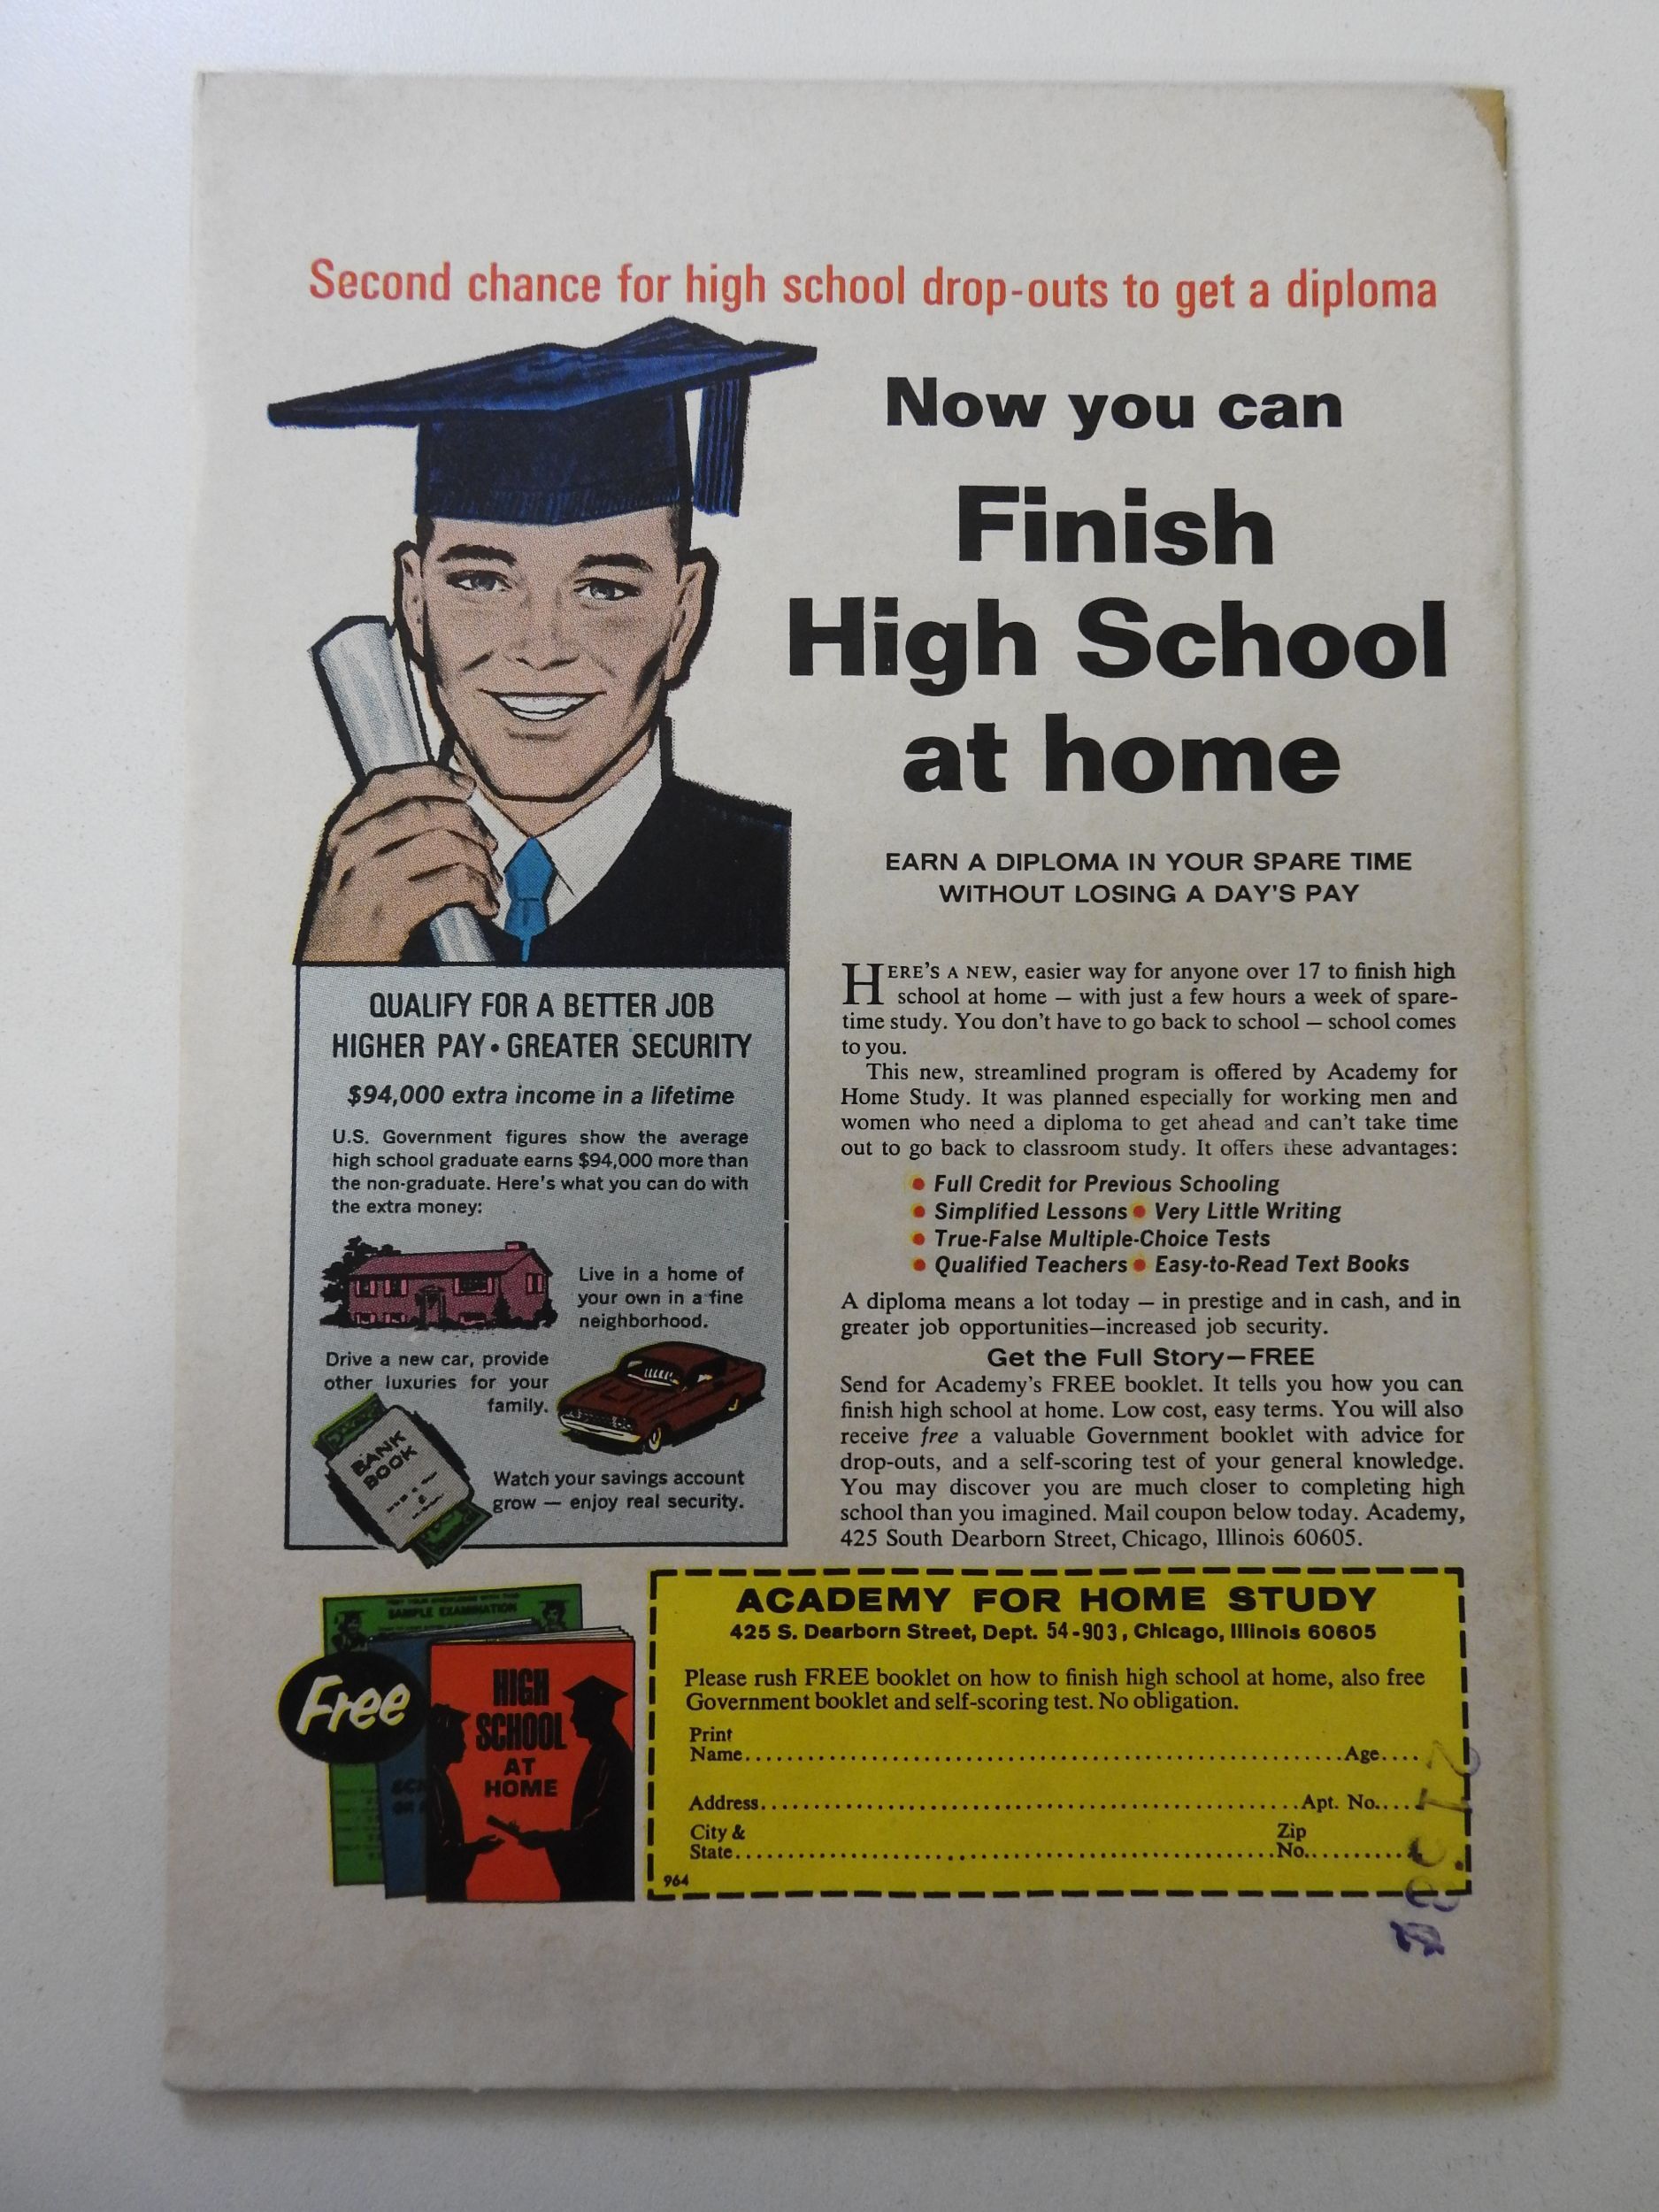 Second chance for high school drop-outs to get a diploma
Now you can
Finish
High School
at home
EARN A DIPLOMA IN YOUR SPARE TIME
WITHOUT LOSING A DAY'S PAY
HERE'S A NEW, easier way for anyone over 17 to finish high
school at home — with just a few hours a week of spare-
time study. You don't have to go back to school — school comes
to you.
This new, streamlined program is offered by Academy for
Home Study. It was planned especially for working men and
women who need a diploma to get ahead and can't take time
out to go back to classroom study. It offers these advantages:
• Full Credit for Previous Schooling
• Simplified Lessons • Very Little Writing
• True-False Multiple-Choice Tests
• Qualified Teachers • Easy-to-Read Text Books
A diploma means a lot today — in prestige and in cash, and in
greater job opportunities—increased job security.
Get the Full Story—FREE
Send for Academy's FREE booklet. It tells you how you can
finish high school at home. Low cost, easy terms. You will also
receive free a valuable Government booklet with advice for
drop-outs, and a self-scoring test of your general knowledge.
You may discover you are much closer to completing high
school than you imagined. Mail coupon below today. Academy,
425 South Dearborn Street, Chicago, Illinois 60605.
QUALIFY FOR A BETTER JOB
HIGHER PAY • GREATER SECURITY
$94,000 extra income in a lifetime
U.S. Government figures show the average
high school graduate earns $94,000 more than
the non-graduate. Here's what you can do with
the extra money:
Live in a home of
your own in a fine
neighborhood.
Drive a new car, provide
other luxuries for your
family.
BANK
BOOK
Watch your savings account
grow — enjoy real security.
SAMPLE EXAMINATION
Free
HIGH
SCHOOL
AT
HOME
ACADEMY FOR HOME STUDY
425 S. Dearborn Street, Dept. 54-903, Chicago, Illinois 60605
Please rush FREE booklet on how to finish high school at home, also free
Government booklet and self-scoring test. No obligation.
Print
Name Age
Address Apt. No.
City & Zip
State No.
964